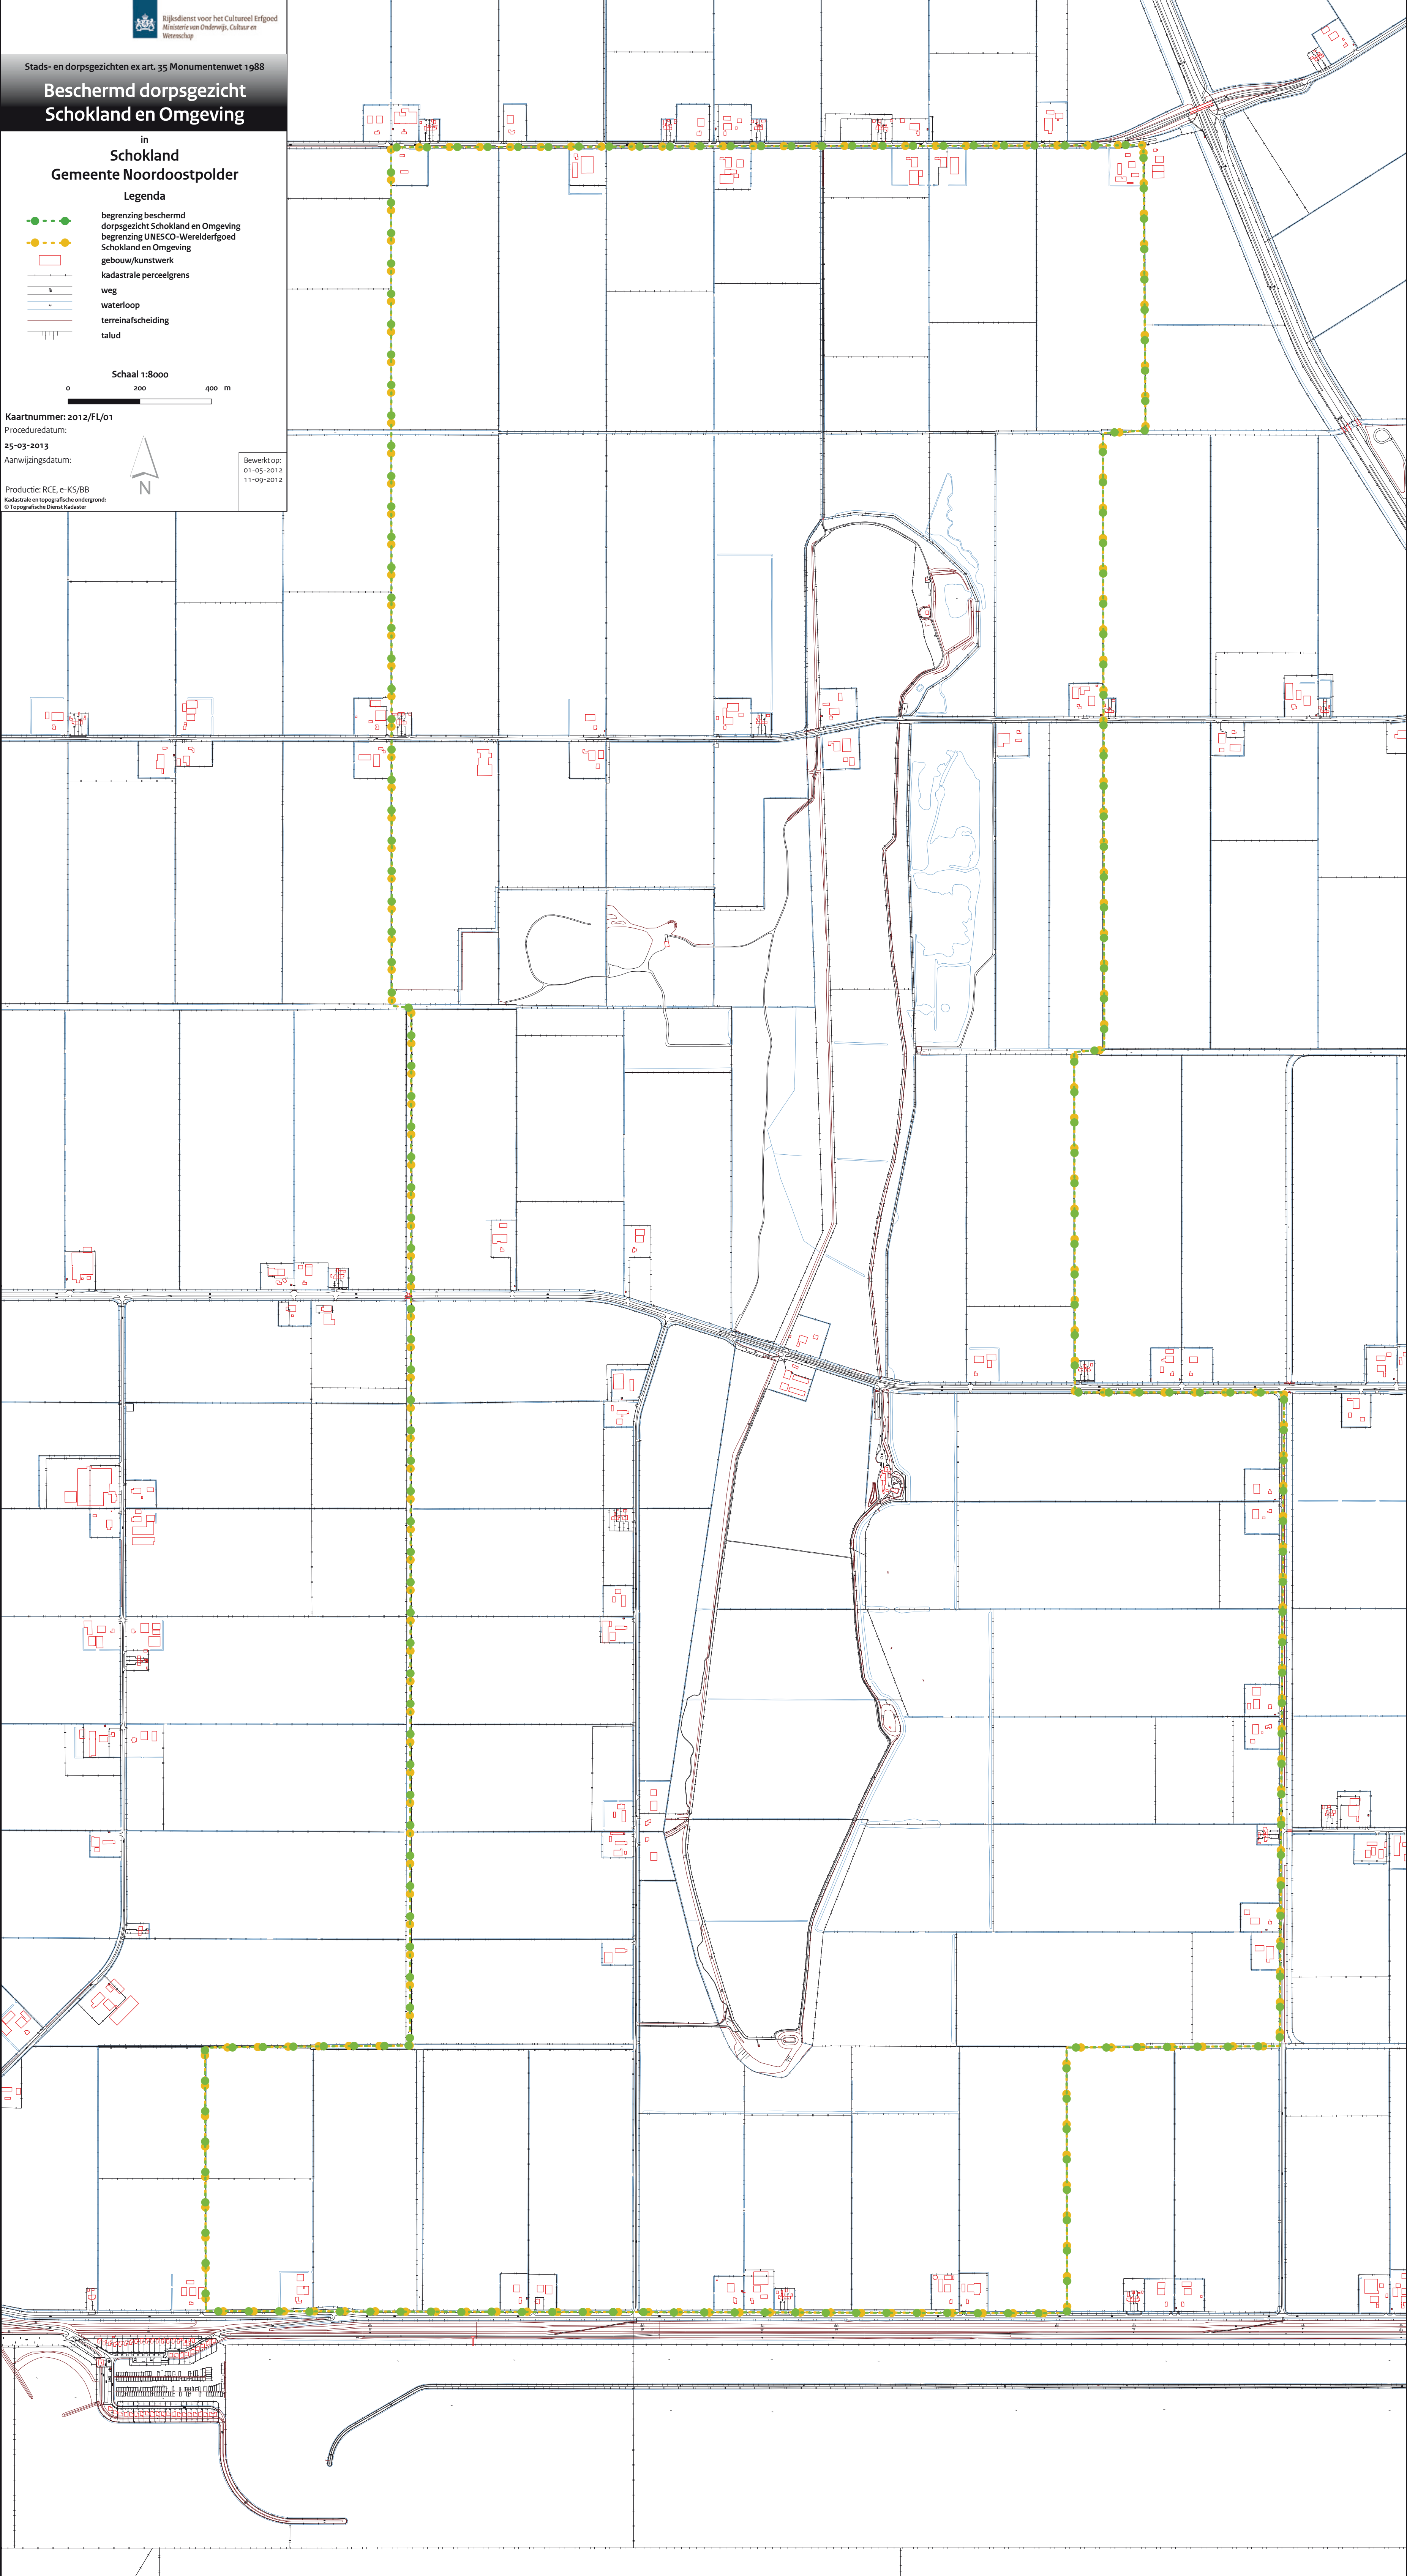 Rijksdienst voor het Cultureel Erfgoed
Ministerie van Onderwijs, Cultuur en
Wetenschap
Stads- en dorpsgezichten ex art. 35 Monumentenwet 1988
Beschermd dorpsgezicht
Schokland en Omgeving
in
Schokland
Gemeente Noordoostpolder
Legenda
begrenzing beschermd
dorpsgezicht Schokland en Omgeving
begrenzing UNESCO-Werelderfgoed
Schokland en Omgeving
gebouw/kunstwerk
kadastrale perceelgrens
weg
waterloop
terreinafscheiding
talud
Schaal 1:8000
0 200 400 m
Kaartnummer: 2012/FL/01
Proceduredatum:
25-03-2013
Aanwijzingsdatum:
N
Bewerkt op:
01-05-2012
11-09-2012
Productie: RCE, e-KS/BB
Kadastrale en topografische ondergrond:
© Topografische Dienst Kadaster